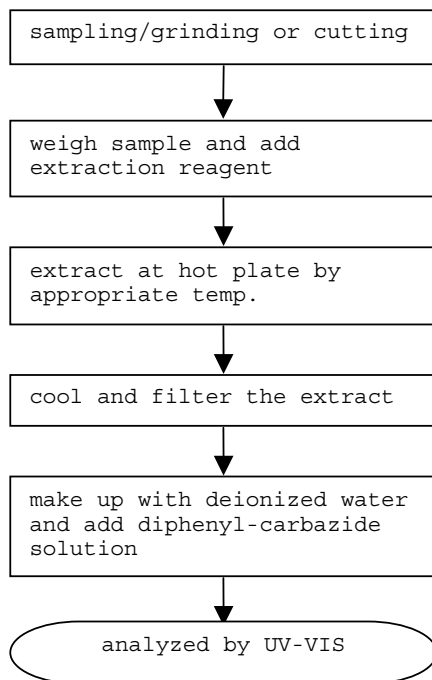 sampling/grinding or cutting
weigh sample and add
extraction reagent
extract at hot plate by
appropriate temp.
cool and filter the extract
make up with deionized water
and add diphenyl-carbazide
solution
analyzed by UV-VIS